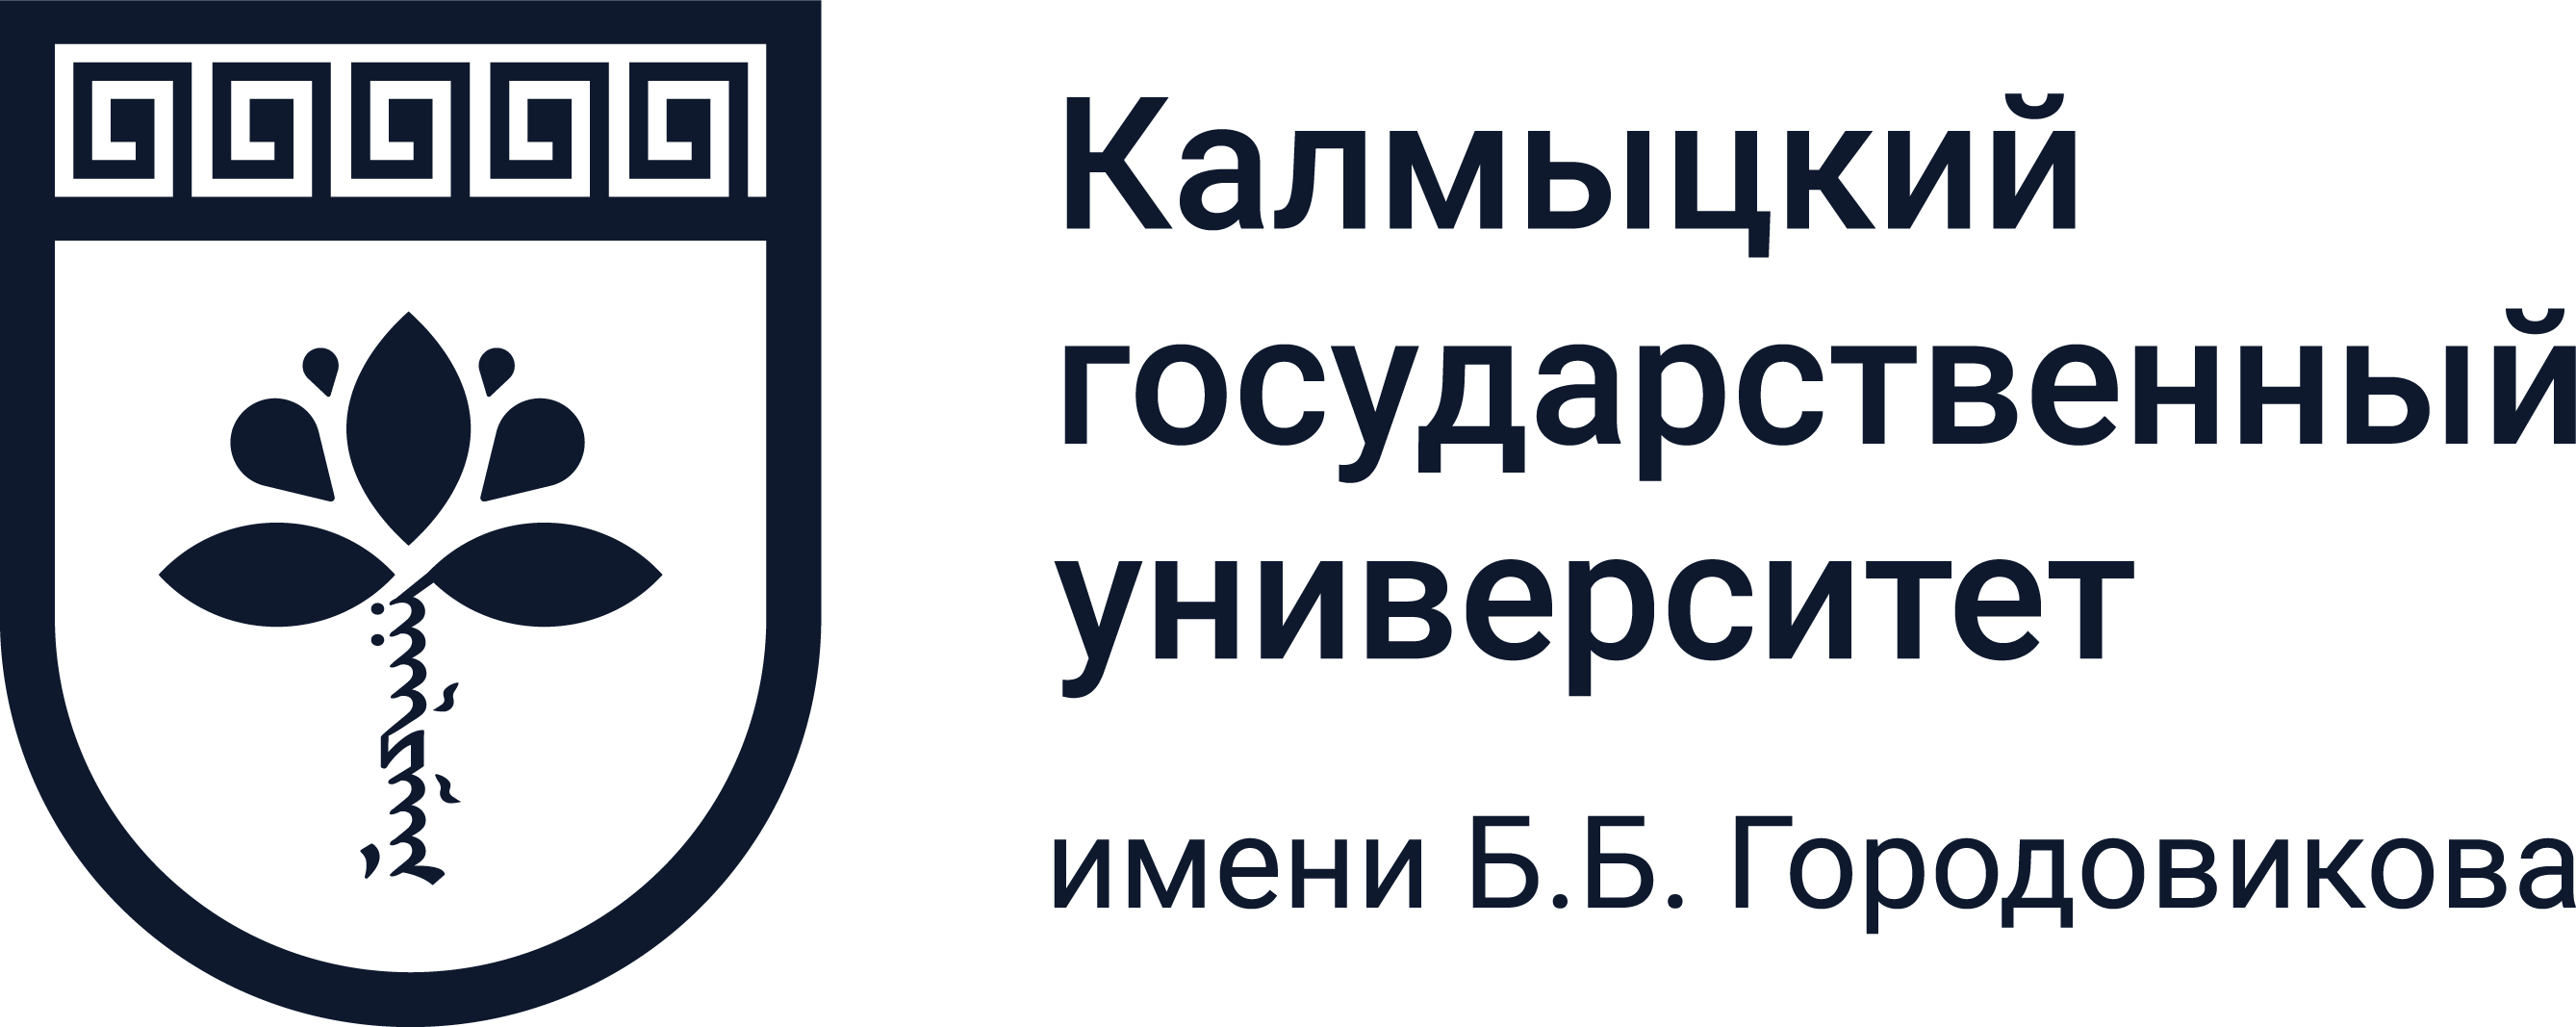 Калмыцкий
государственный
университет
имени Б.Б. Городовикова